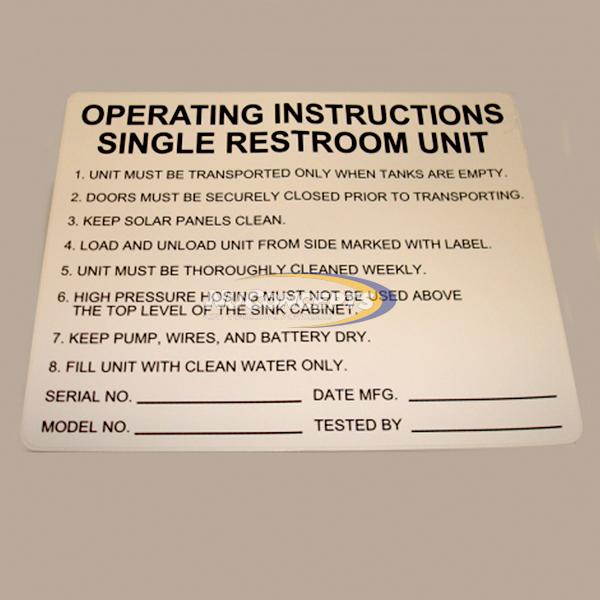 OPERATING INSTRUCTIONS
SINGLE RESTROOM UNIT
1. UNIT MUST BE TRANSPORTED ONLY WHEN TANKS ARE EMPTY.
2. DOORS MUST BE SECURELY CLOSED PRIOR TO TRANSPORTING.
3. KEEP SOLAR PANELS CLEAN.
4. LOAD AND UNLOAD UNIT FROM SIDE MARKED WITH LABEL.
5. UNIT MUST BE THOROUGHLY CLEANED WEEKLY.
6. HIGH PRESSURE HOSING MUST NOT BE USED ABOVE
THE TOP LEVEL OF THE SINK CABINET.
7. KEEP PUMP, WIRES, AND BATTERY DRY.
8. FILL UNIT WITH CLEAN WATER ONLY.
SERIAL NO. DATE MFG.
MODEL NO. TESTED BY